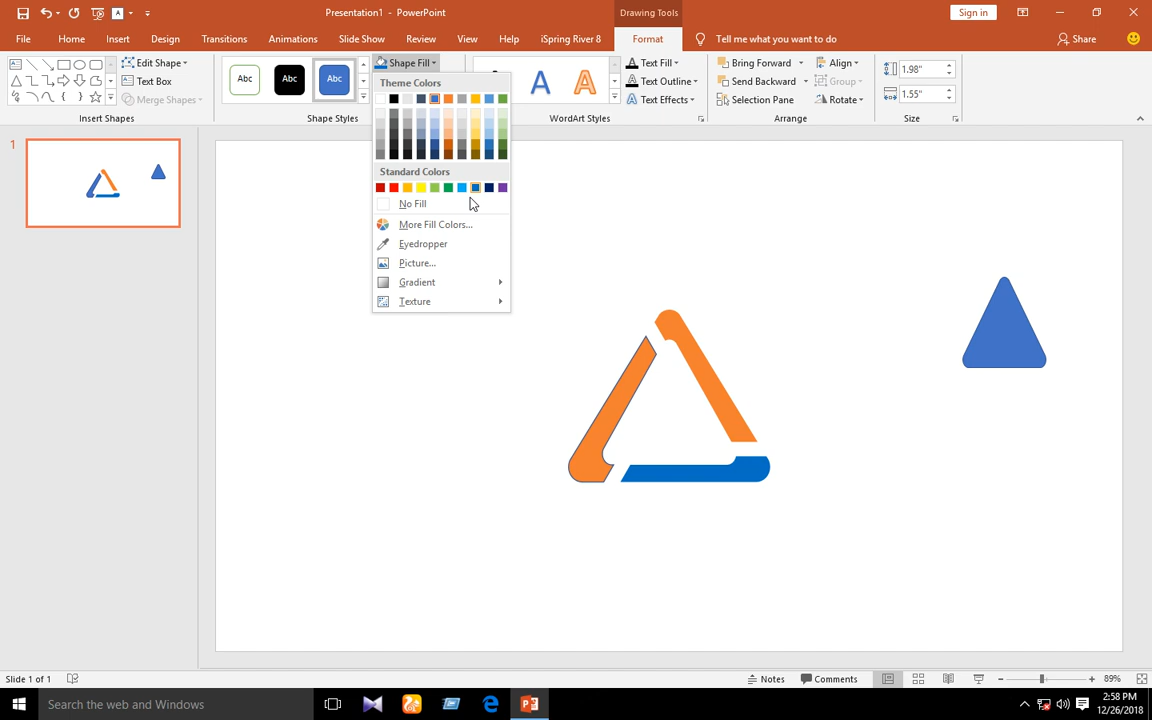 Presentation1 - PowerPoint
Drawing Tools
Sign in
File Home Insert Design Transitions Animations Slide Show Review View Help iSpring River 8 Format Tell me what you want to do Share
Edit Shape
Text Box
Merge Shapes
Insert Shapes
Abc Abc Abc
Shape Styles
Shape Fill
Theme Colors
Standard Colors
No Fill
More Fill Colors...
Eyedropper
Picture...
Gradient
Texture
A A
WordArt Styles
Text Fill
Text Outline
Text Effects
Bring Forward
Send Backward
Selection Pane
Align
Group
Rotate
Arrange
1.98"
1.55"
Size
1
Slide 1 of 1
Notes
Comments
89%
Search the web and Windows
2:58 PM
12/26/2018